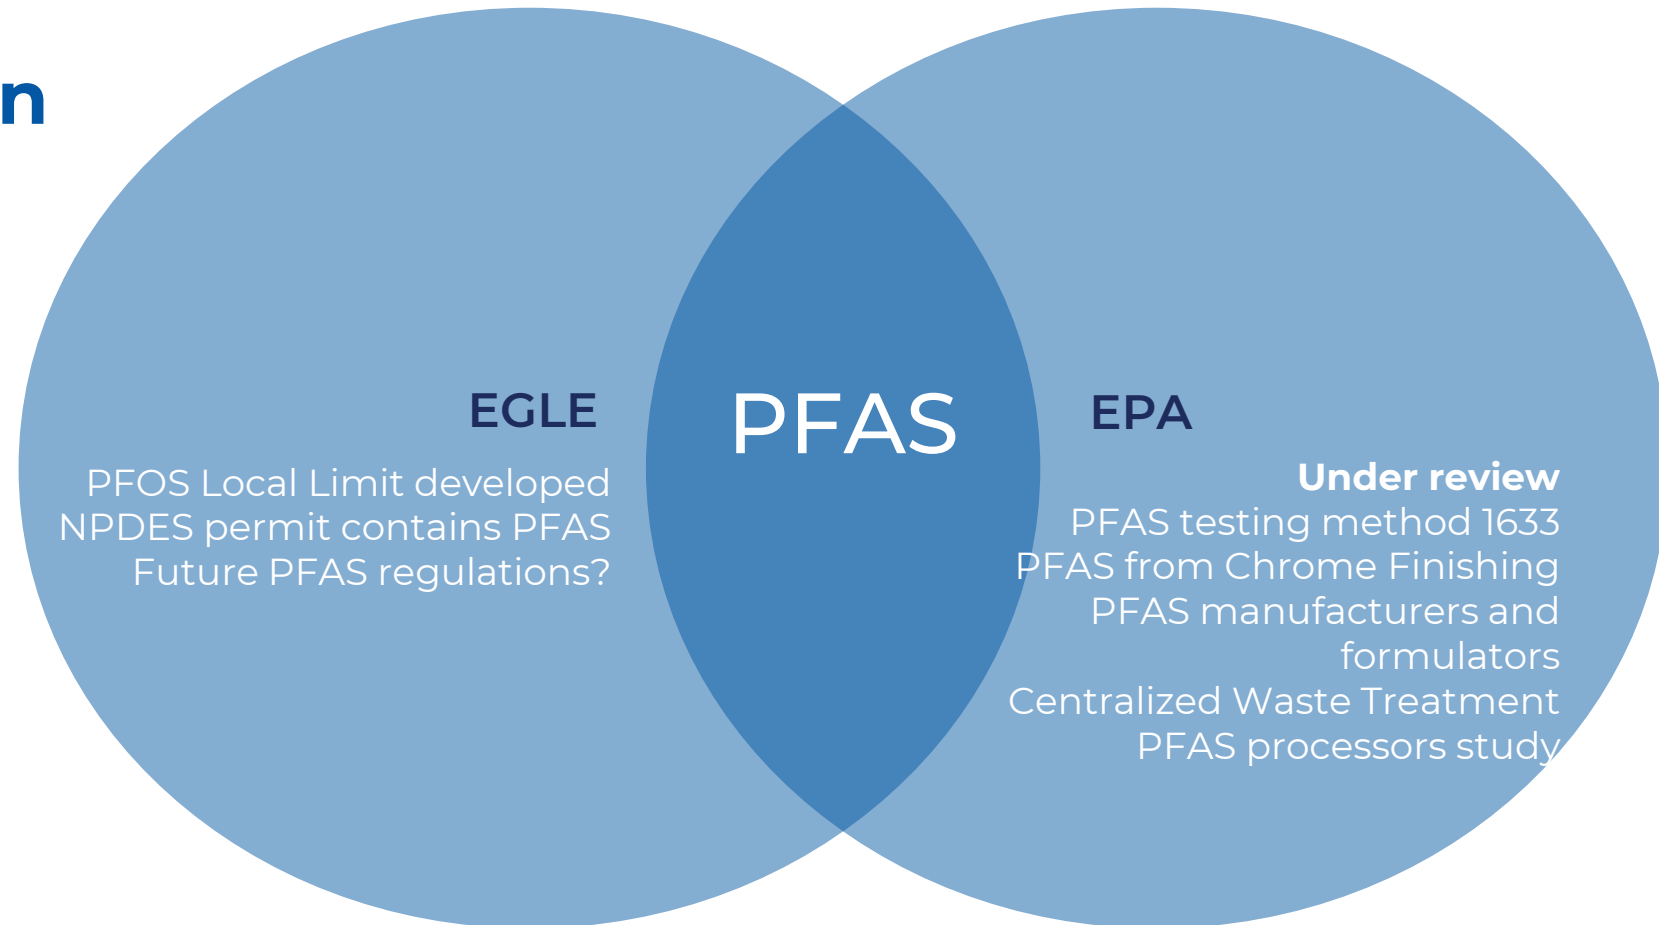 n
EGLE
PFOS Local Limit developed
NPDES permit contains PFAS
Future PFAS regulations?
PFAS
EPA
Under review
PFAS testing method 1633
PFAS from Chrome Finishing
PFAS manufacturers and
formulators
Centralized Waste Treatment
PFAS processors study